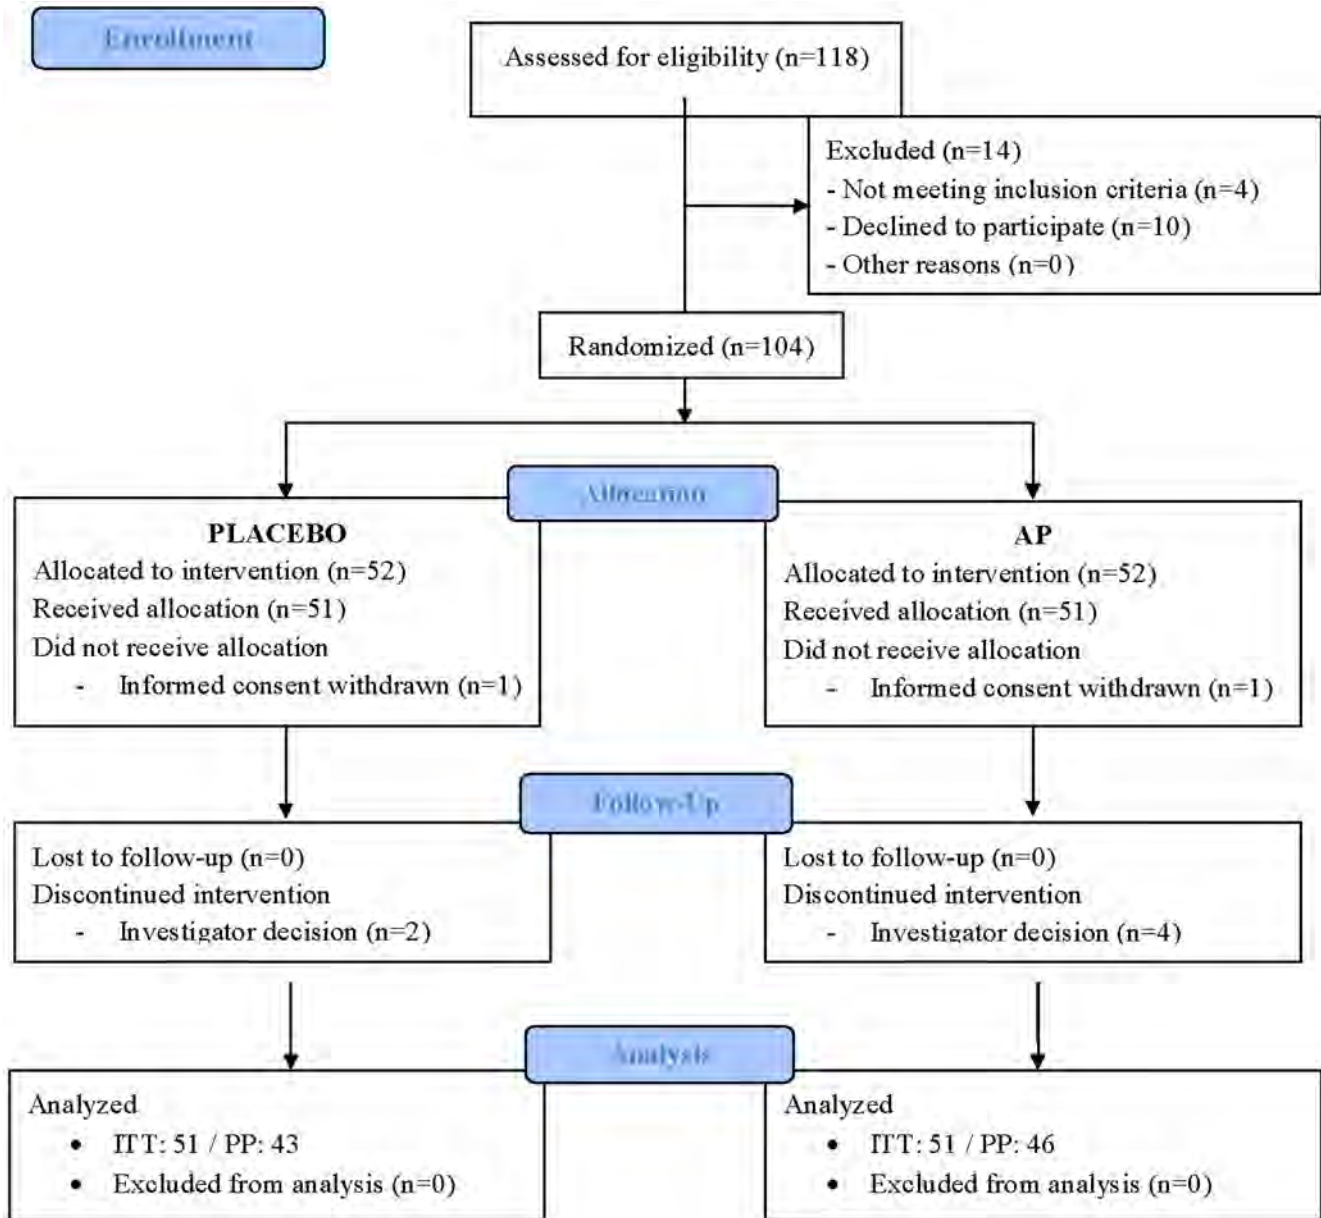 Enrollment
Assessed for eligibility (n=118)
Excluded (n=14)
- Not meeting inclusion criteria (n=4)
- Declined to participate (n=10)
- Other reasons (n=0)
Randomized (n=104)
Allocation
PLACEBO
Allocated to intervention (n=52)
Received allocation (n=51)
Did not receive allocation
- Informed consent withdrawn (n=1)
AP
Allocated to intervention (n=52)
Received allocation (n=51)
Did not receive allocation
- Informed consent withdrawn (n=1)
Follow-Up
Lost to follow-up (n=0)
Discontinued intervention
- Investigator decision (n=2)
Lost to follow-up (n=0)
Discontinued intervention
- Investigator decision (n=4)
Analysis
Analyzed
• ITT: 51 / PP: 43
• Excluded from analysis (n=0)
Analyzed
• ITT: 51 / PP: 46
• Excluded from analysis (n=0)